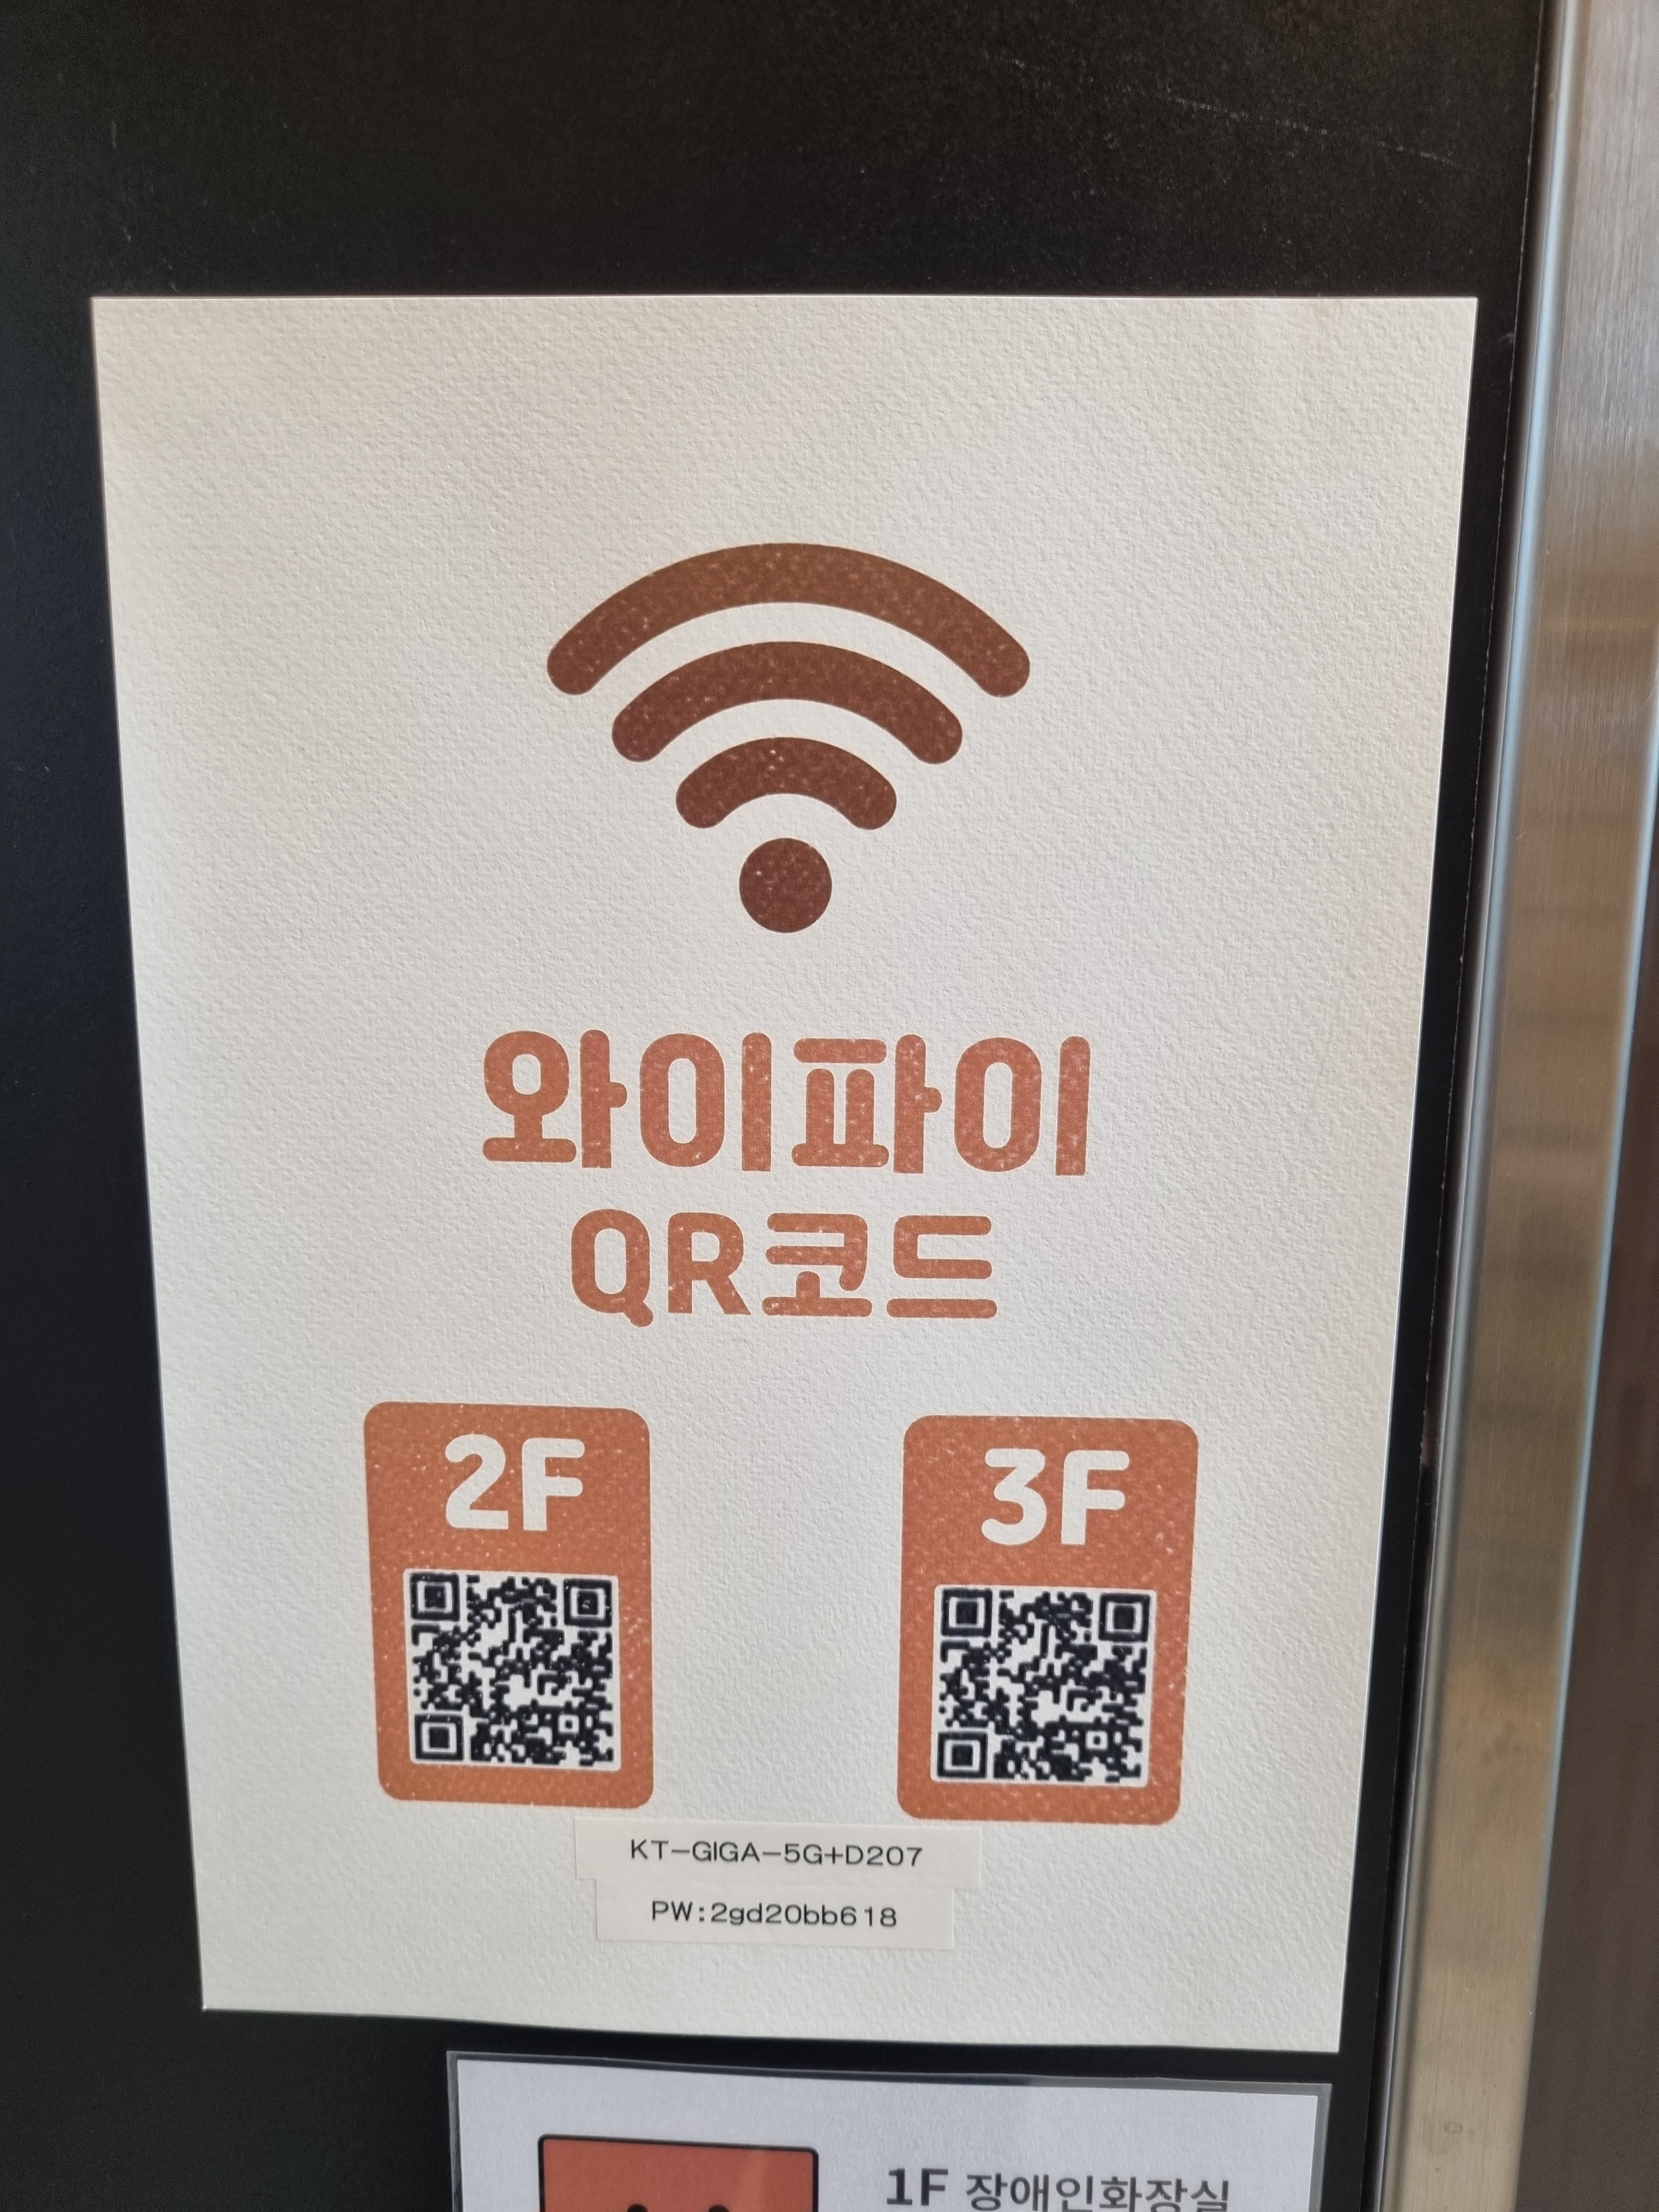 와이파이
QR코드
2F
3F
KT-GIGA-5G+D207
PW:2gd20bb618
1F 장애인화장실